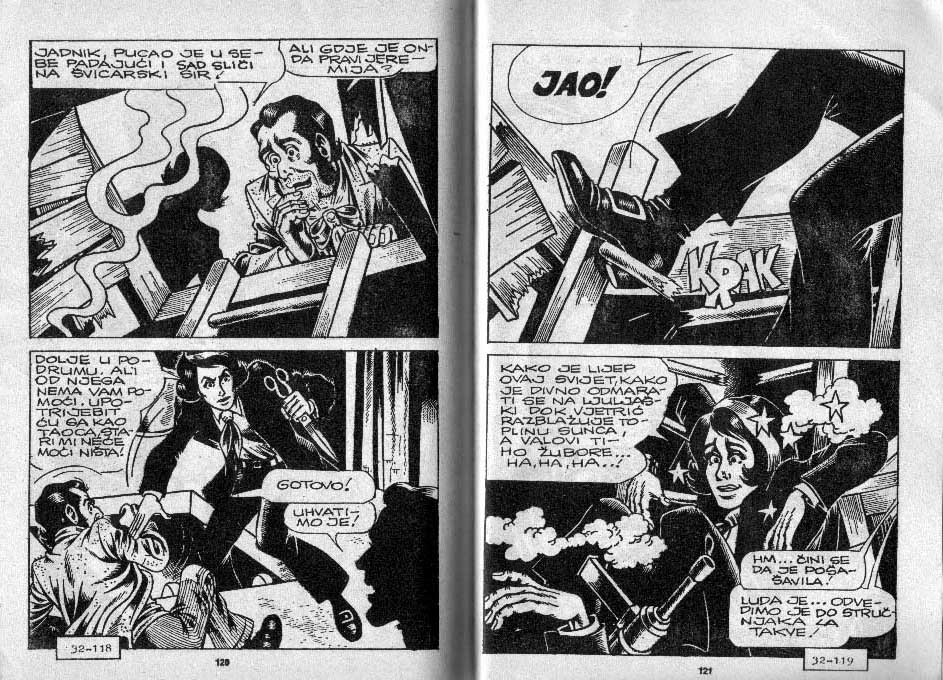 JADNIK, PUCAO JE U SE-
BE PADAJUĆI I SAD SLIČI
NA ŠVICARSKI SIR!
ALI GDJE JE ON-
DA PRAVI JERE-
MIJA?
DOLJE U PO-
DRUMU. ALI
OD NJEGA
NEMA VAM PO-
MOĆI. UPO-
TRIJEBIT
ĆU GA KAO
TAOCA. STA-
RI MI NEĆE
MOĆI NIŠTA!
GOTOVO!
UHVATI-
MO JE!
32-118
120
JAO!
KRAK
KAKO JE LIJEP
OVAJ SVIJET, KAKO
JE DIVNO ODMARA-
TI SE NA LJULJAŠ-
KI DOK VJETRIĆ
RAZBLAŽUJE TO-
PLINU SUNCA,
A VALOVI TI-
HO ŽUBORE...
HA, HA, HA..!
HM... ČINI SE
DA JE POŠA-
ŠAVILA!
LUDA JE... ODVE-
DIMO JE DO STRUČ-
NJAKA ZA
TAKVE!
121
32-119